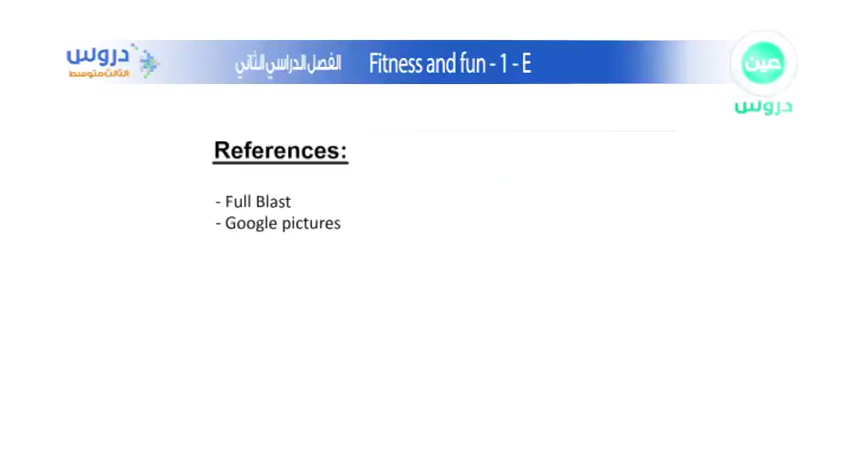 دروس
الثالث متوسط
الفصل الدراسي الثاني
Fitness and fun - 1 - E
عين
دروس
References:
- Full Blast
- Google pictures